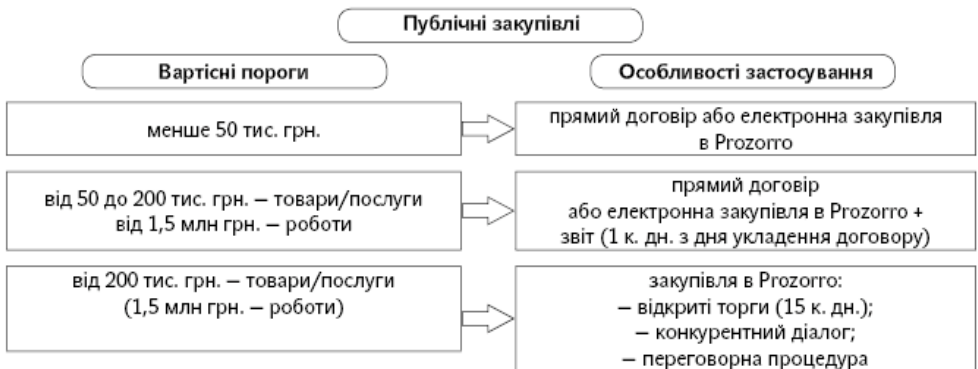 Публічні закупівлі
Вартісні пороги
Особливості застосування
менше 50 тис. грн.
прямий договір або електронна закупівля
в Prozorro
від 50 до 200 тис. грн. – товари/послуги
від 1,5 млн грн. – роботи
прямий договір
або електронна закупівля в Prozorro +
звіт (1 к. дн. з дня укладення договору)
від 200 тис. грн. – товари/послуги
(1,5 млн грн. – роботи)
закупівля в Prozorro:
– відкриті торги (15 к. дн.);
– конкурентний діалог;
– переговорна процедура